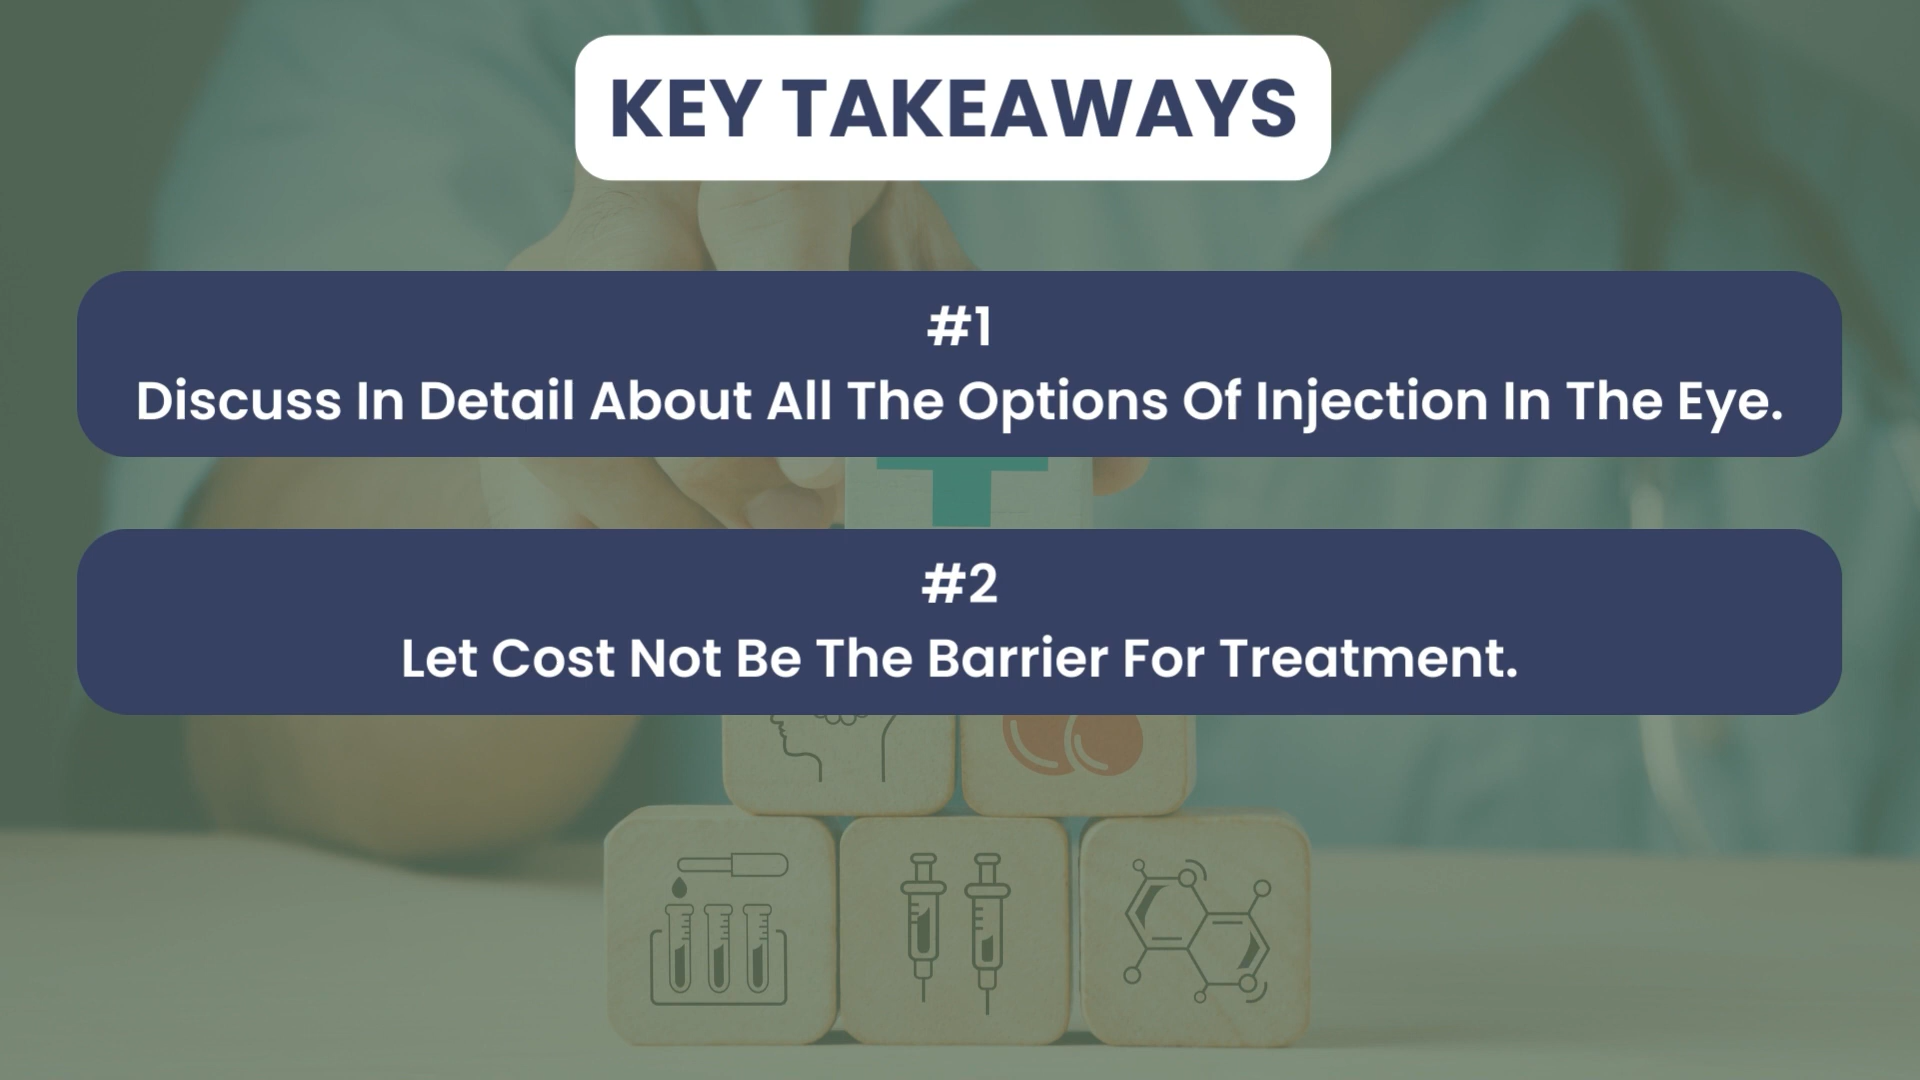 KEY TAKEAWAYS
#1
Discuss In Detail About All The Options Of Injection In The Eye.
#2
Let Cost Not Be The Barrier For Treatment.